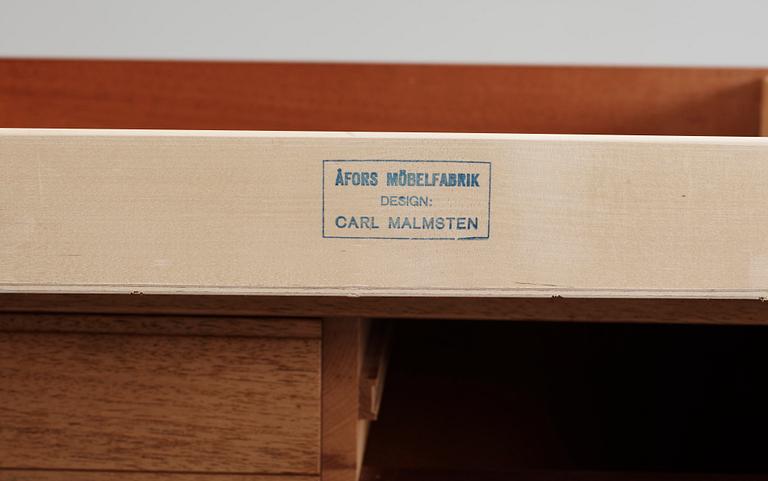 ÅFORS MÖBELFABRIK
DESIGN:
CARL MALMSTEN